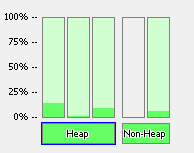 100% --
75% --
50% --
25% --
0% --
Heap
Non-Heap